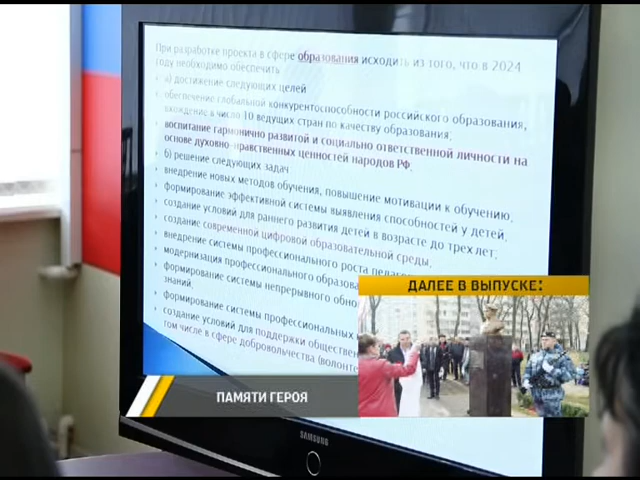 При разработке проекта в сфере образования исходить из того, что в 2024
году необходимо обеспечить
а) достижение следующих целей
обеспечение глобальной конкурентоспособности российского образования,
вхождение в число 10 ведущих стран по качеству образования;
воспитание гармонично развитой и социально ответственной личности на
основе духовно-нравственных ценностей народов РФ.
б) решение следующих задач
внедрение новых методов обучения, повышение мотивации к обучению,
формирование эффективной системы выявления способностей у детей;
создание условий для раннего развития детей в возрасте до трех лет;
создание современной цифровой образовательной среды;
внедрение системы профессионального роста педагог
модернизация профессионального образова
формирование системы непрерывного обно
знаний,
формирование системы профессиональных
создание условий для поддержки обществен
том числе в сфере добровольчества (волонте
ДАЛЕЕ В ВЫПУСКЕ:
ПАМЯТИ ГЕРОЯ
SAMSUNG